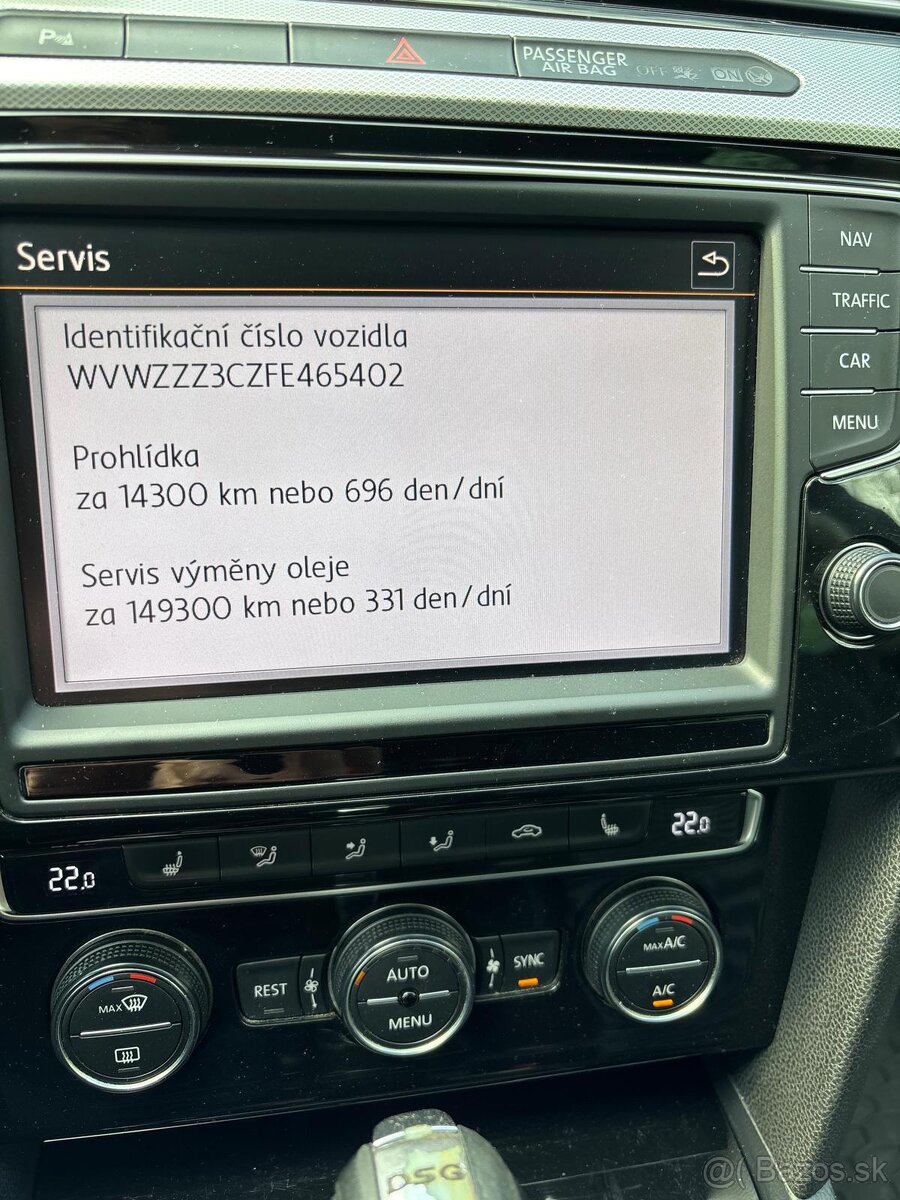 P
PASSENGER
AIR BAG OFF ON
Servis
NAV
TRAFFIC
CAR
MENU
Identifikační číslo vozidla
WVWZZZ3CZFE465402
Prohlídka
za 14300 km nebo 696 den/dní
Servis výměny oleje
za 149300 km nebo 331 den/dní
22.0
22.0
MAX
REST
AUTO
MENU
SYNC
MAX A/C
A/C
DSG
Bazos.sk